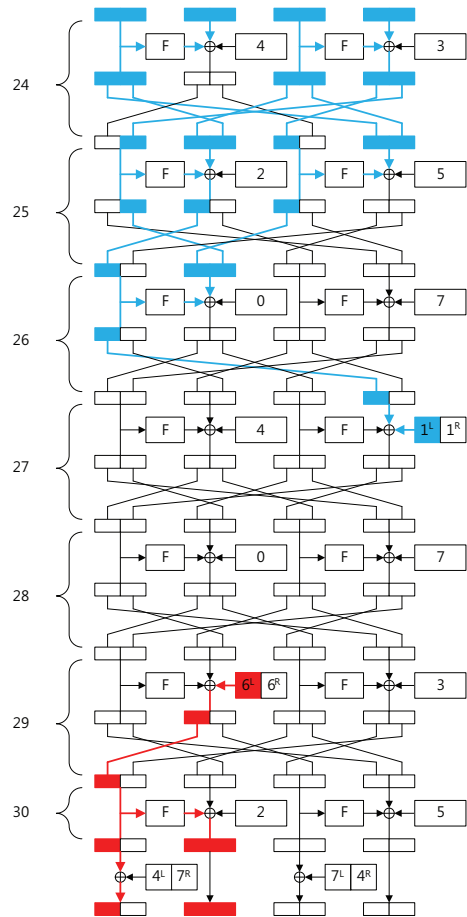 F 4 F 3
24
F 2 F 5
25
F 0 F 7
26
F 4 F 1ᴸ 1ᴿ
27
F 0 F 7
28
F 6ᴸ 6ᴿ F 3
29
F 2 F 5
30
4ᴸ 7ᴿ 7ᴸ 4ᴿ